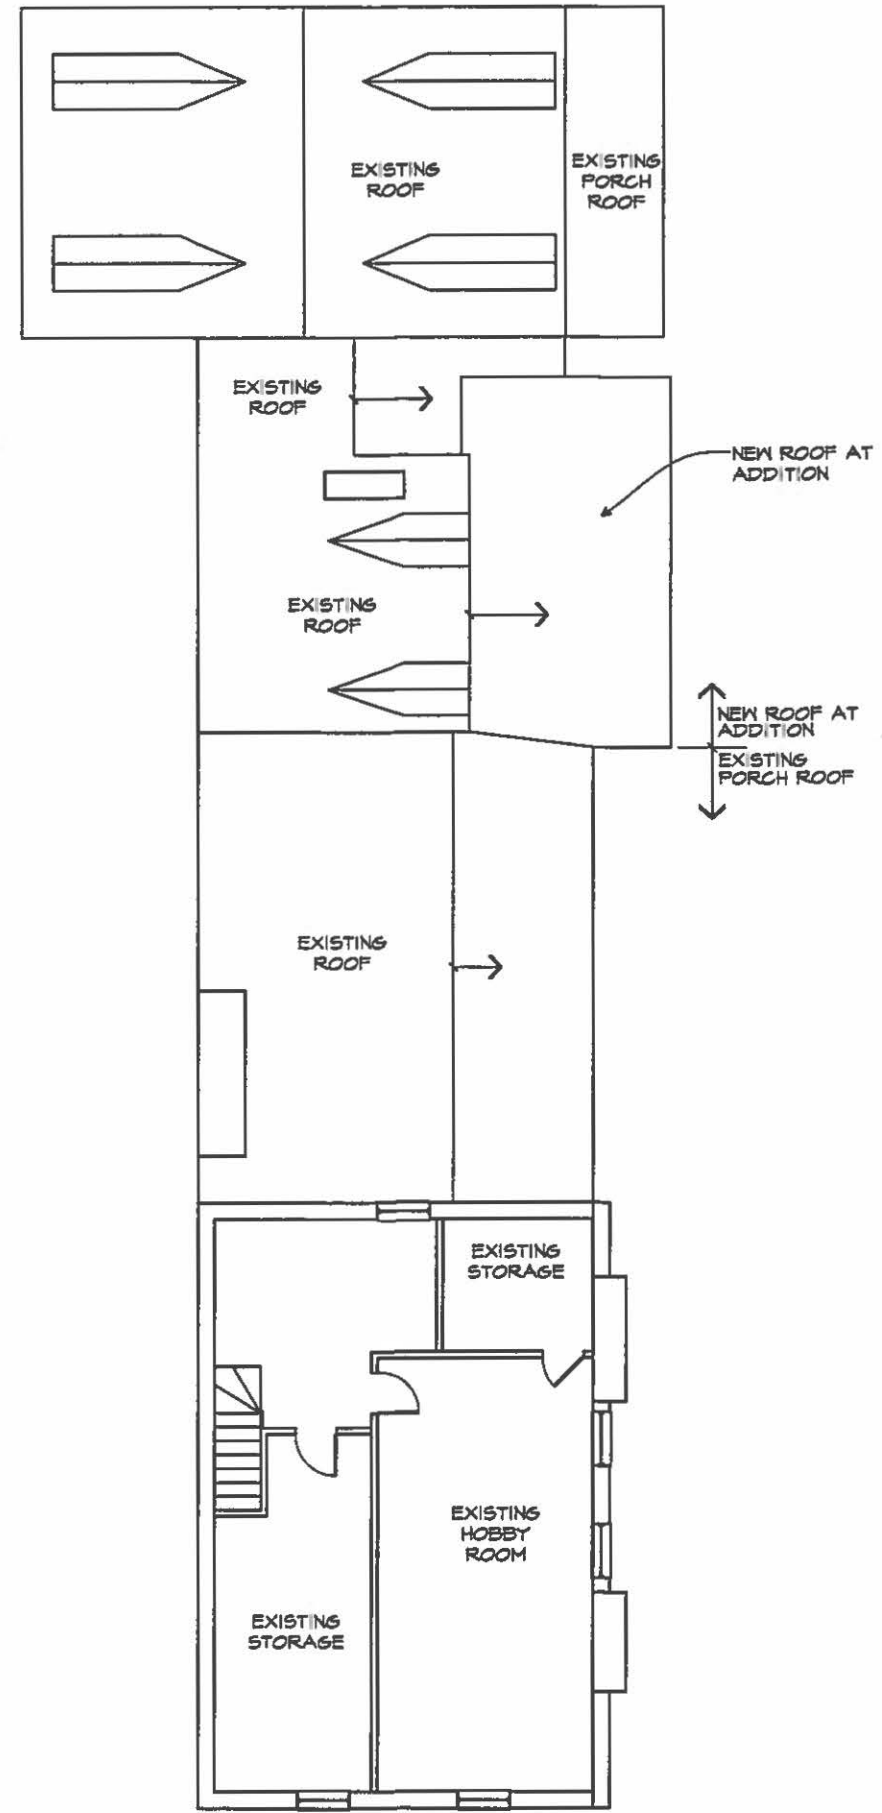 EXISTING
ROOF
EXISTING
PORCH
ROOF
EXISTING
ROOF
NEW ROOF AT
ADDITION
EXISTING
ROOF
NEW ROOF AT
ADDITION
EXISTING
PORCH ROOF
EXISTING
ROOF
EXISTING
STORAGE
EXISTING
HOBBY
ROOM
EXISTING
STORAGE